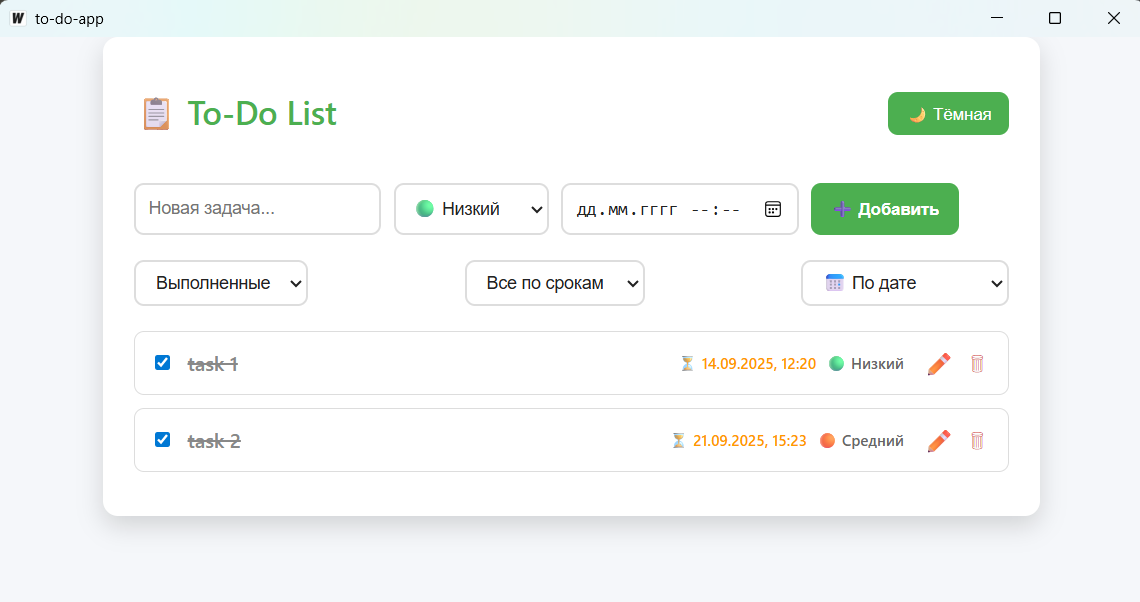 W to-do-app
To-Do List
Тёмная
Новая задача... Низкий дд.мм.гггг --:-- Добавить
Выполненные Все по срокам По дате
task 1 14.09.2025, 12:20 Низкий
task 2 21.09.2025, 15:23 Средний